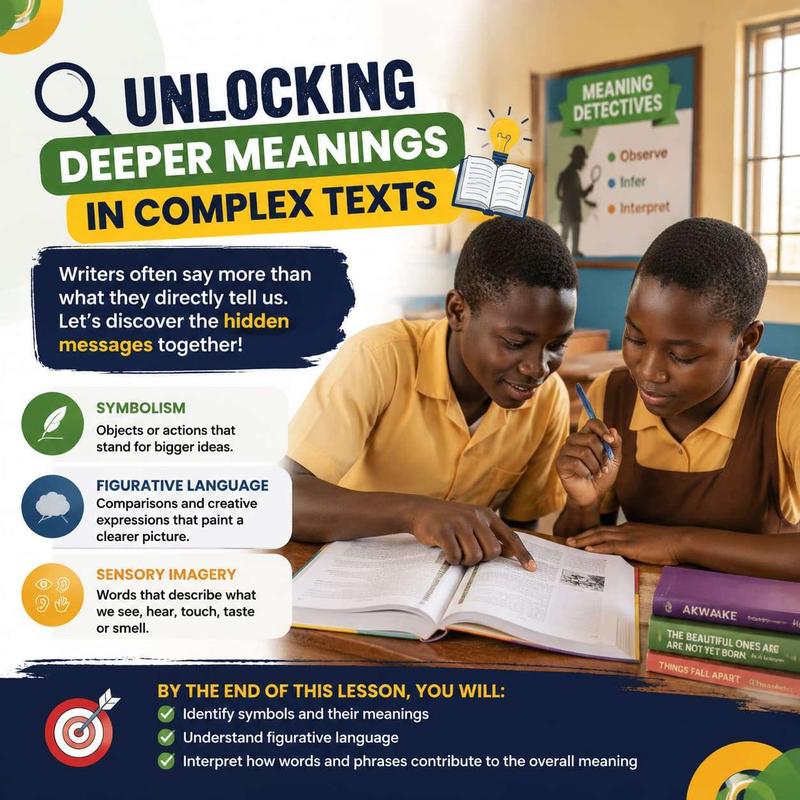 UNLOCKING
DEEPER MEANINGS
IN COMPLEX TEXTS
Writers often say more than
what they directly tell us.
Let's discover the hidden
messages together!
SYMBOLISM
Objects or actions that
stand for bigger ideas.
FIGURATIVE LANGUAGE
Comparisons and creative
expressions that paint a
clearer picture.
SENSORY IMAGERY
Words that describe what
we see, hear, touch, taste
or smell.
MEANING
DETECTIVES
Observe
Infer
Interpret
AKWAAKE
THE BEAUTIFUL ONES ARE
ARE NOT YET BORN
THINGS FALL APART
BY THE END OF THIS LESSON, YOU WILL:
Identify symbols and their meanings
Understand figurative language
Interpret how words and phrases contribute to the overall meaning